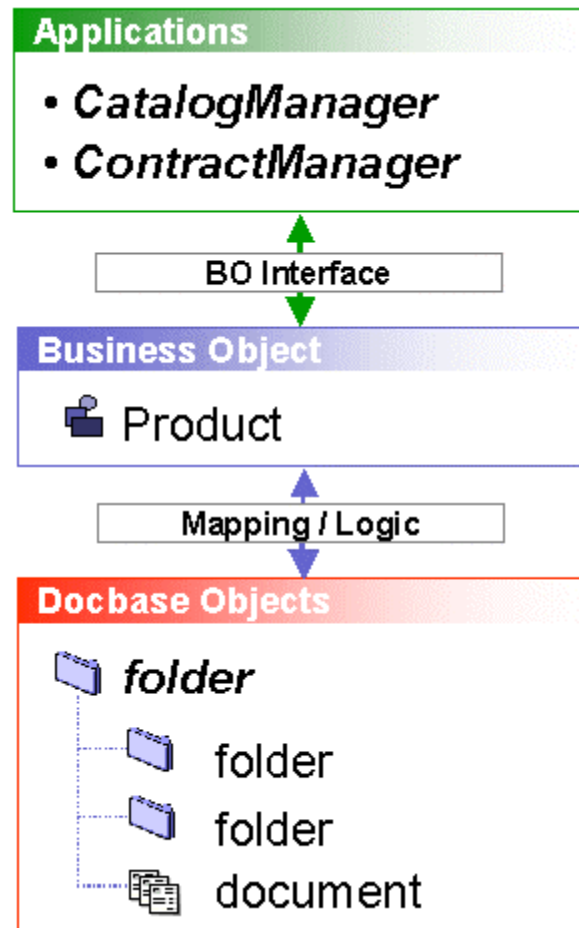 Applications
• CatalogManager
• ContractManager
BO Interface
Business Object
Product
Mapping / Logic
Docbase Objects
folder
folder
folder
document